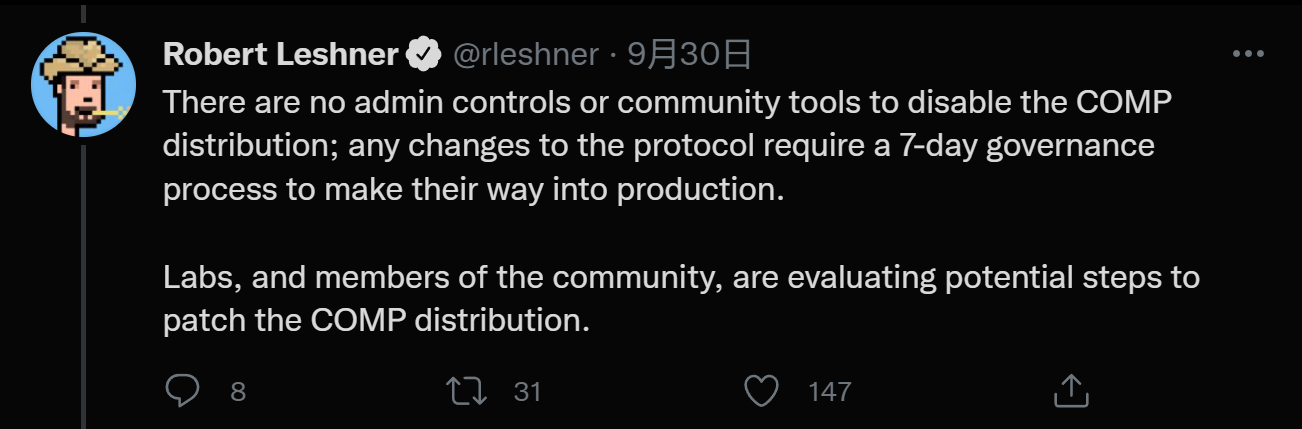 Robert Leshner @rleshner · 9月30日
There are no admin controls or community tools to disable the COMP
distribution; any changes to the protocol require a 7-day governance
process to make their way into production.
Labs, and members of the community, are evaluating potential steps to
patch the COMP distribution.
8 31 147